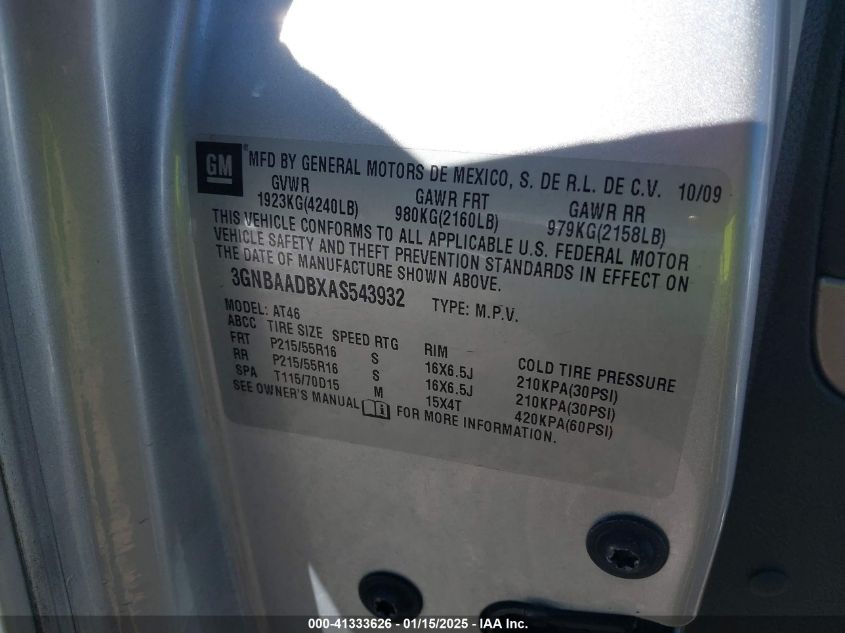 GM® MFD BY GENERAL MOTORS DE MEXICO, S. DE R.L. DE C.V. 10/09
GVWR GAWR FRT GAWR RR
1923KG(4240LB) 980KG(2160LB) 979KG(2158LB)
THIS VEHICLE CONFORMS TO ALL APPLICABLE U.S. FEDERAL MOTOR
VEHICLE SAFETY AND THEFT PREVENTION STANDARDS IN EFFECT ON
THE DATE OF MANUFACTURE SHOWN ABOVE.
3GNBAADBXAS543932 TYPE: M.P.V.
MODEL: AT46
ABCC TIRE SIZE SPEED RTG RIM COLD TIRE PRESSURE
FRT P215/55R16 S 16X6.5J 210KPA(30PSI)
RR P215/55R16 S 16X6.5J 210KPA(30PSI)
SPA T115/70D15 M 15X4T 420KPA(60PSI)
SEE OWNER'S MANUAL FOR MORE INFORMATION.
000-41333626 - 01/15/2025 - IAA Inc.